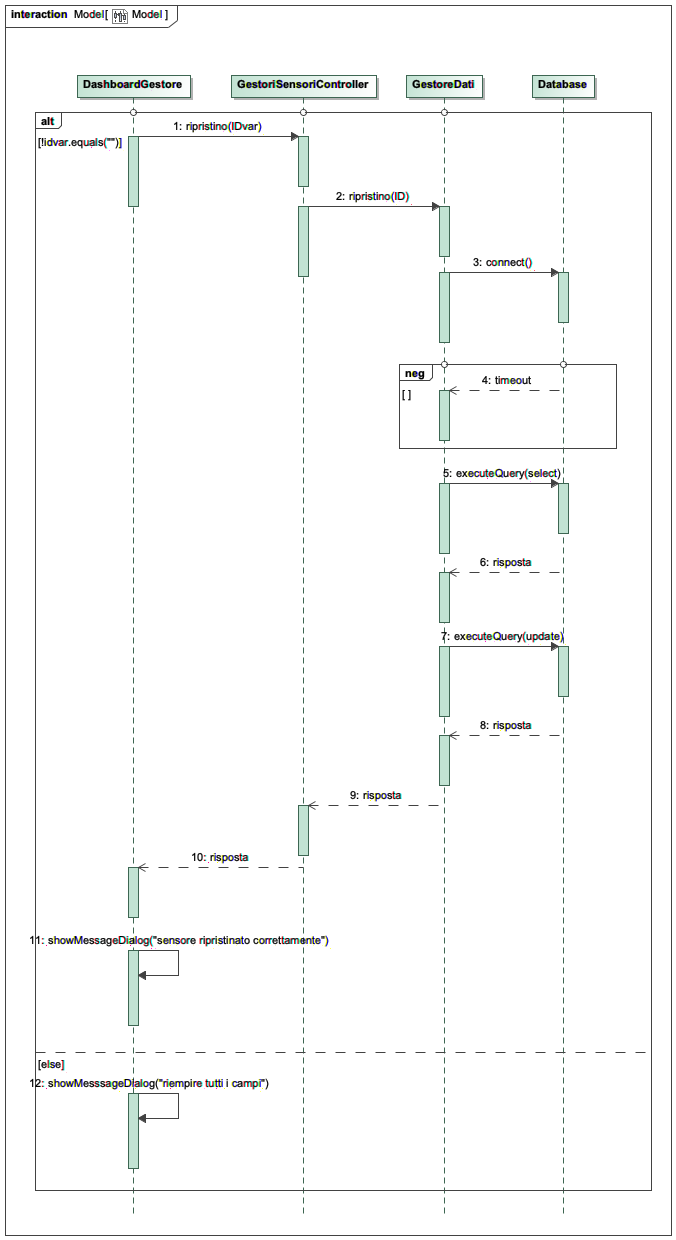 interaction Model[ Model ]
DashboardGestore
GestoriSensoriController
GestoreDati
Database
alt
[!idvar.equals("")]
1: ripristino(IDvar)
2: ripristino(ID)
3: connect()
neg
[ ]
4: timeout
5: executeQuery(select)
6: risposta
7: executeQuery(update)
8: risposta
9: risposta
10: risposta
11: showMessageDialog("sensore ripristinato correttamente")
[else]
12: showMesssageDialog("riempire tutti i campi")